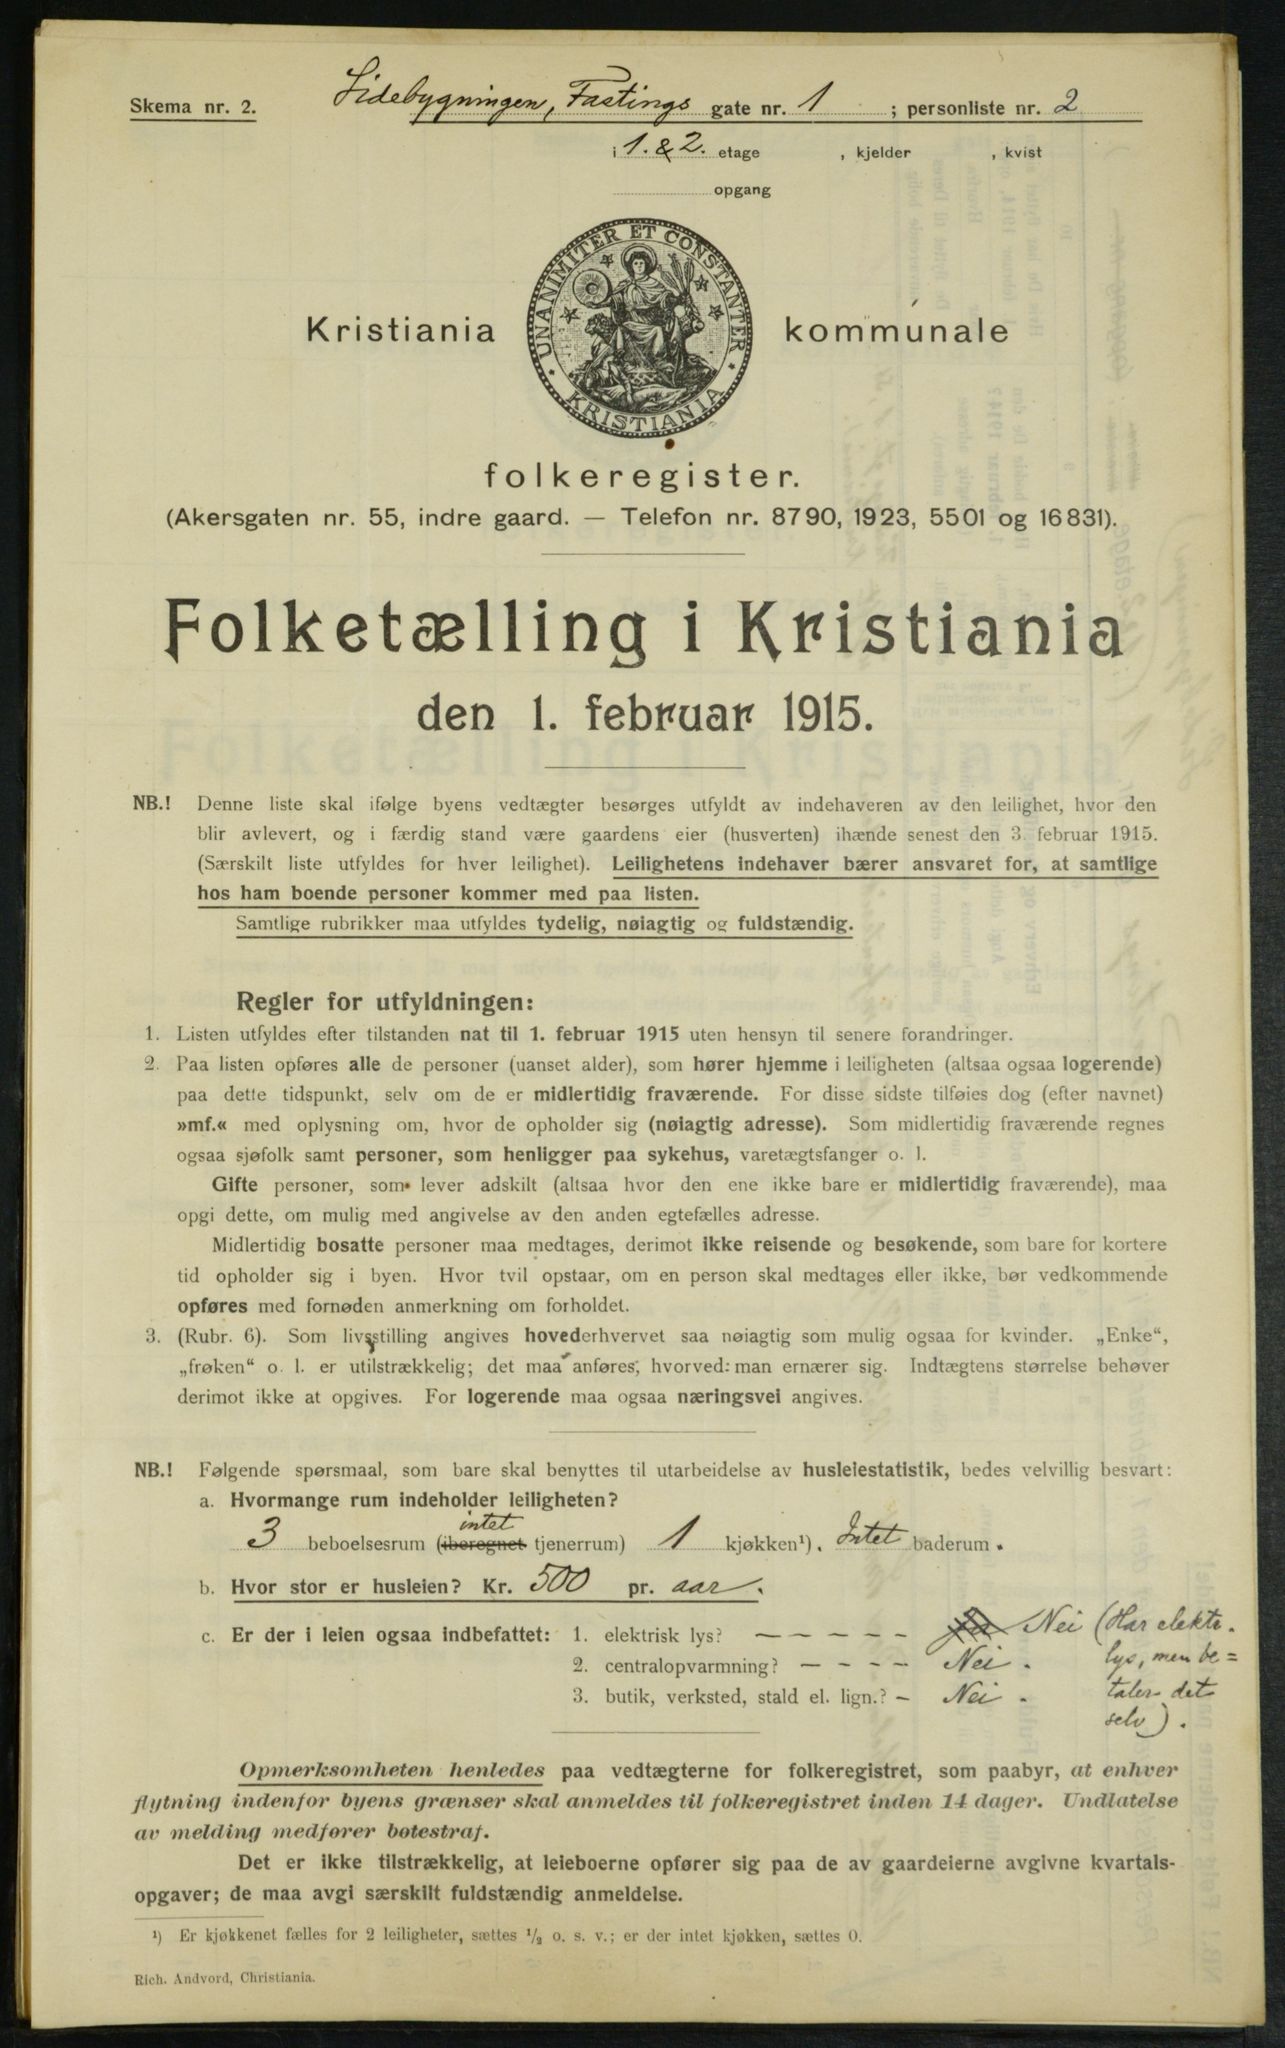 Skema nr. 2.
Sidebygningen, Fastings gate nr. 1 ; personliste nr. 2
i 1. & 2. etage , kjelder , kvist
opgang
UNANIMITER ET CONSTANTER
KRISTIANIA
Kristiania kommunale
folkeregister.
(Akersgaten nr. 55, indre gaard. — Telefon nr. 8790, 1923, 5501 og 16831).
Folketælling i Kristiania
den 1. februar 1915.
NB.! Denne liste skal ifølge byens vedtægter besørges utfyldt av indehaveren av den leilighet, hvor den
blir avlevert, og i færdig stand være gaardens eier (husverten) ihænde senest den 3. februar 1915.
(Særskilt liste utfyldes for hver leilighet). Leilighetens indehaver bærer ansvaret for, at samtlige
hos ham boende personer kommer med paa listen.
Samtlige rubrikker maa utfyldes tydelig, nøiagtig og fuldstændig.
Regler for utfyldningen:
1. Listen utfyldes efter tilstanden nat til 1. februar 1915 uten hensyn til senere forandringer.
2. Paa listen opføres alle de personer (uanset alder), som hører hjemme i leiligheten (altsaa ogsaa logerende)
paa dette tidspunkt, selv om de er midlertidig fraværende. For disse sidste tilføies dog (efter navnet)
»mf.« med oplysning om, hvor de opholder sig (nøiagtig adresse). Som midlertidig fraværende regnes
ogsaa sjøfolk samt personer, som henligger paa sykehus, varetægtsfanger o. l.
Gifte personer, som lever adskilt (altsaa hvor den ene ikke bare er midlertidig fraværende), maa
opgi dette, om mulig med angivelse av den anden egtefælles adresse.
Midlertidig bosatte personer maa medtages, derimot ikke reisende og besøkende, som bare for kortere
tid opholder sig i byen. Hvor tvil opstaar, om en person skal medtages eller ikke, bør vedkommende
opføres med fornøden anmerkning om forholdet.
3. (Rubr. 6). Som livsstilling angives hovederhvervet saa nøiagtig som mulig ogsaa for kvinder. „Enke“,
„frøken“ o. l. er utilstrækkelig; det maa anføres, hvorved man ernærer sig. Indtægtens størrelse behøver
derimot ikke at opgives. For logerende maa ogsaa næringsvei angives.
NB.! Følgende spørsmaal, som bare skal benyttes til utarbeidelse av husleiestatistik, bedes velvillig besvart:
a. Hvormange rum indeholder leiligheten?
intet
3 beboelsesrum (iberegnet tjenerrum) 1 kjøkken¹). Intet baderum.
b. Hvor stor er husleien? Kr. 500 pr. aar.
c. Er der i leien ogsaa indbefattet: 1. elektrisk lys? — — — — — Ja Nei (Har elektr.
2. centralopvarmning? — — — — Nei. lys, men be=
3. butik, verksted, stald el. lign.? — Nei. taler det
selv).
Opmerksomheten henledes paa vedtægterne for folkeregistret, som paabyr, at enhver
flytning indenfor byens grænser skal anmeldes til folkeregistret inden 14 dager. Undlatelse
av melding medfører bøtestraf.
Det er ikke tilstrækkelig, at leieboerne opfører sig paa de av gaardeierne avgivne kvartals-
opgaver; de maa avgi særskilt fuldstændig anmeldelse.
¹) Er kjøkkenet fælles for 2 leiligheter, sættes ½ o. s. v.; er der intet kjøkken, sættes 0.
Rich. Andvord, Christiania.